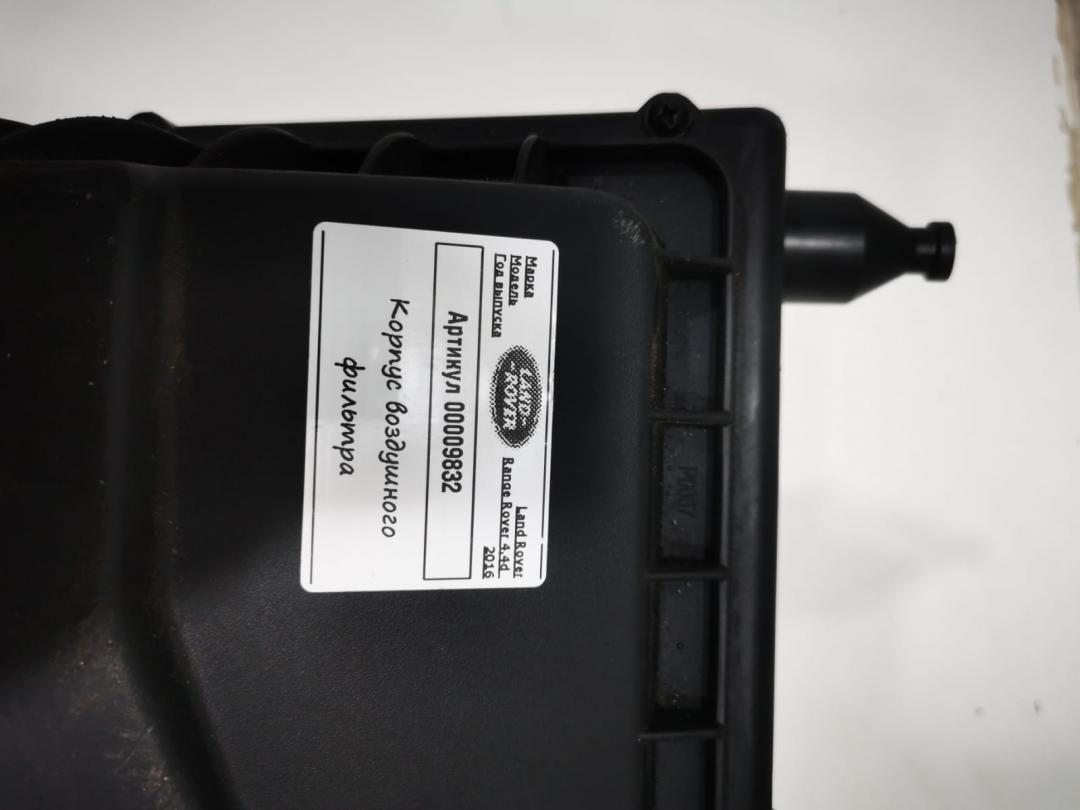 Марка Land Rover
Модель Range Rover 4.4d
Год выпуска 2016
LAND-
-ROVER
Артикул 00009832
Корпус воздушного
фильтра